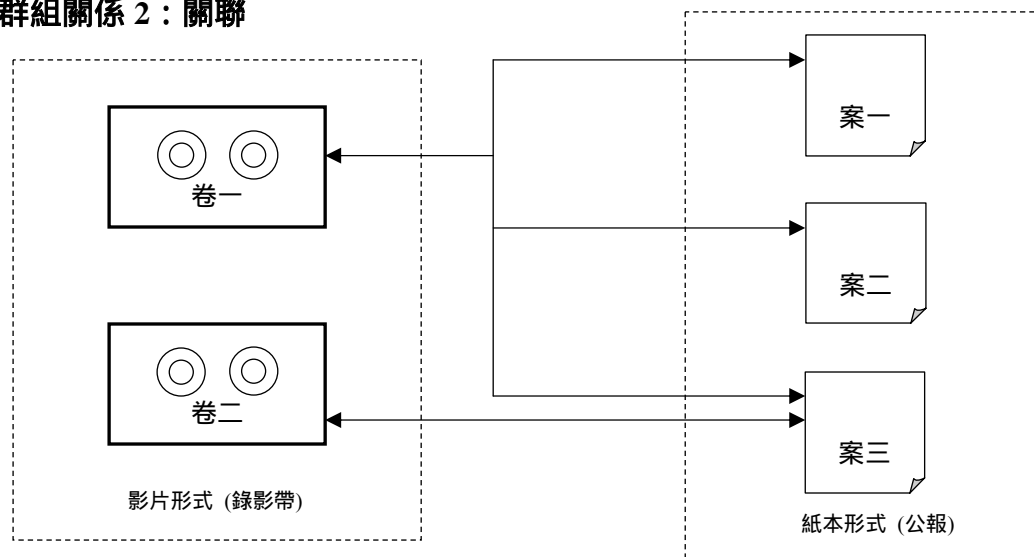 群組關係 2：關聯
案一
卷一
案二
卷二
案三
影片形式 (錄影帶)
紙本形式 (公報)